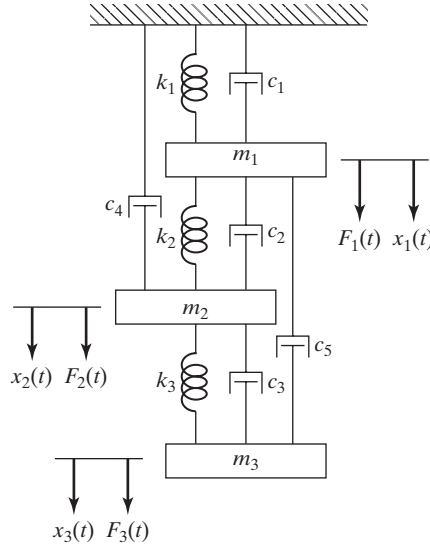 k1
c1
m1
c4
k2
c2
F1(t) x1(t)
m2
c5
x2(t) F2(t)
k3
c3
m3
x3(t) F3(t)